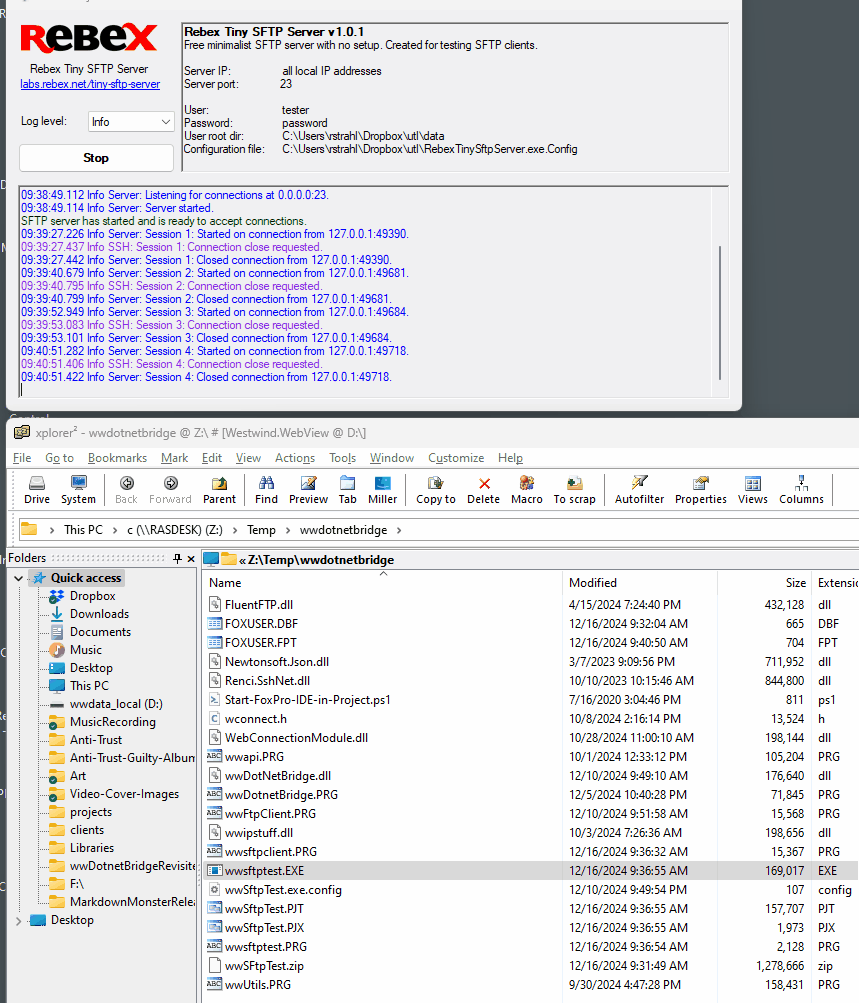 ReBeX
Rebex Tiny SFTP Server
labs.rebex.net/tiny-sftp-server
Log level: Info
Stop
Rebex Tiny SFTP Server v1.0.1
Free minimalist SFTP server with no setup. Created for testing SFTP clients.
Server IP: all local IP addresses
Server port: 23
User: tester
Password: password
User root dir: C:\Users\rstrahl\Dropbox\utl\data
Configuration file: C:\Users\rstrahl\Dropbox\utl\RebexTinySftpServer.exe.Config
09:38:49.112 Info Server: Listening for connections at 0.0.0.0:23.
09:38:49.114 Info Server: Server started.
SFTP server has started and is ready to accept connections.
09:39:27.226 Info Server: Session 1: Started on connection from 127.0.0.1:49390.
09:39:27.437 Info SSH: Session 1: Connection close requested.
09:39:27.442 Info Server: Session 1: Closed connection from 127.0.0.1:49390.
09:39:40.679 Info Server: Session 2: Started on connection from 127.0.0.1:49681.
09:39:40.795 Info SSH: Session 2: Connection close requested.
09:39:40.799 Info Server: Session 2: Closed connection from 127.0.0.1:49681.
09:39:52.949 Info Server: Session 3: Started on connection from 127.0.0.1:49684.
09:39:53.083 Info SSH: Session 3: Connection close requested.
09:39:53.101 Info Server: Session 3: Closed connection from 127.0.0.1:49684.
09:40:51.282 Info Server: Session 4: Started on connection from 127.0.0.1:49718.
09:40:51.406 Info SSH: Session 4: Connection close requested.
09:40:51.422 Info Server: Session 4: Closed connection from 127.0.0.1:49718.
xplorer² - wwdotnetbridge @ Z:\ # [Westwind.WebView @ D:\]
File Go to Bookmarks Mark Edit View Actions Tools Window Customize Help
Drive System Back Forward Parent Find Preview Tab Miller Copy to Delete Macro To scrap Autofilter Properties Views Columns
This PC > c (\\RASDESK) (Z:) > Temp > wwdotnetbridge >
Folders
Quick access
Dropbox
Downloads
Documents
Music
Desktop
This PC
wwdata_local (D:)
MusicRecording
Anti-Trust
Anti-Trust-Guilty-Album
Art
Video-Cover-Images
projects
clients
Libraries
wwDotnetBridgeRevisite
F:\
MarkdownMonsterRelea
Desktop
« Z:\Temp\wwdotnetbridge
Name Modified Size Extensio
FluentFTP.dll 4/15/2024 7:24:40 PM 432,128 dll
FOXUSER.DBF 12/16/2024 9:32:04 AM 665 DBF
FOXUSER.FPT 12/16/2024 9:40:50 AM 704 FPT
Newtonsoft.Json.dll 3/7/2023 9:09:56 PM 711,952 dll
Renci.SshNet.dll 10/10/2023 10:15:46 AM 844,800 dll
Start-FoxPro-IDE-in-Project.ps1 7/16/2020 3:04:46 PM 811 ps1
wconnect.h 10/8/2024 2:16:14 PM 13,524 h
WebConnectionModule.dll 10/28/2024 11:00:10 AM 198,144 dll
wwapi.PRG 10/1/2024 12:33:12 PM 105,204 PRG
wwDotNetBridge.dll 12/10/2024 9:49:10 AM 176,640 dll
wwDotnetBridge.PRG 12/5/2024 10:40:28 PM 71,845 PRG
wwFtpClient.PRG 12/10/2024 9:51:58 AM 15,568 PRG
wwipstuff.dll 10/3/2024 7:26:36 AM 198,656 dll
wwsftpclient.PRG 12/16/2024 9:36:32 AM 15,367 PRG
wwsftptest.EXE 12/16/2024 9:36:55 AM 169,017 EXE
wwSftpTest.exe.config 12/10/2024 9:49:54 PM 107 config
wwSftpTest.PJT 12/16/2024 9:36:55 AM 157,707 PJT
wwSftpTest.PJX 12/16/2024 9:36:55 AM 1,973 PJX
wwsftptest.PRG 12/16/2024 9:36:54 AM 2,128 PRG
wwSFtpTest.zip 12/16/2024 9:31:49 AM 1,278,666 zip
wwUtils.PRG 9/30/2024 4:47:28 PM 158,431 PRG